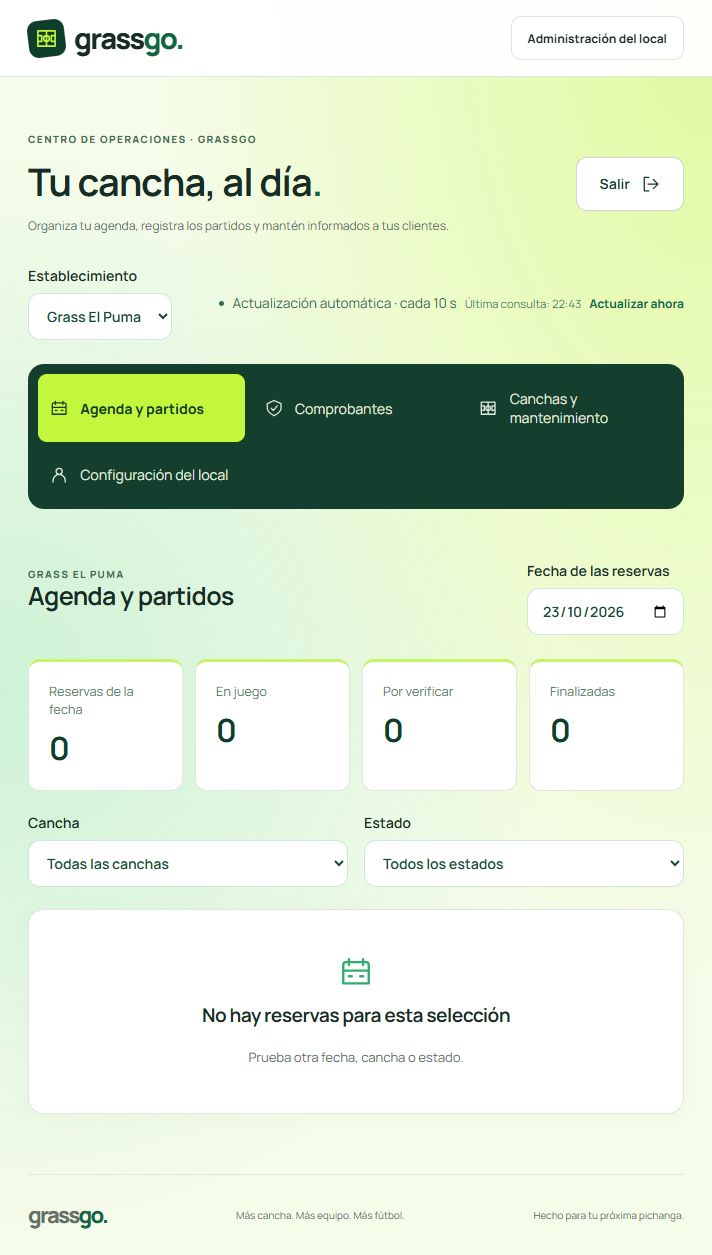 grassgo.
Administración del local
CENTRO DE OPERACIONES · GRASSGO
Tu cancha, al día.
Salir
Organiza tu agenda, registra los partidos y mantén informados a tus clientes.
Establecimiento
Grass El Puma
Actualización automática · cada 10 s Última consulta: 22:43 Actualizar ahora
Agenda y partidos
Comprobantes
Canchas y
mantenimiento
Configuración del local
GRASS EL PUMA
Agenda y partidos
Fecha de las reservas
23/10/2026
Reservas de la
fecha
0
En juego
0
Por verificar
0
Finalizadas
0
Cancha
Todas las canchas
Estado
Todos los estados
No hay reservas para esta selección
Prueba otra fecha, cancha o estado.
grassgo.
Más cancha. Más equipo. Más fútbol.
Hecho para tu próxima pichanga.